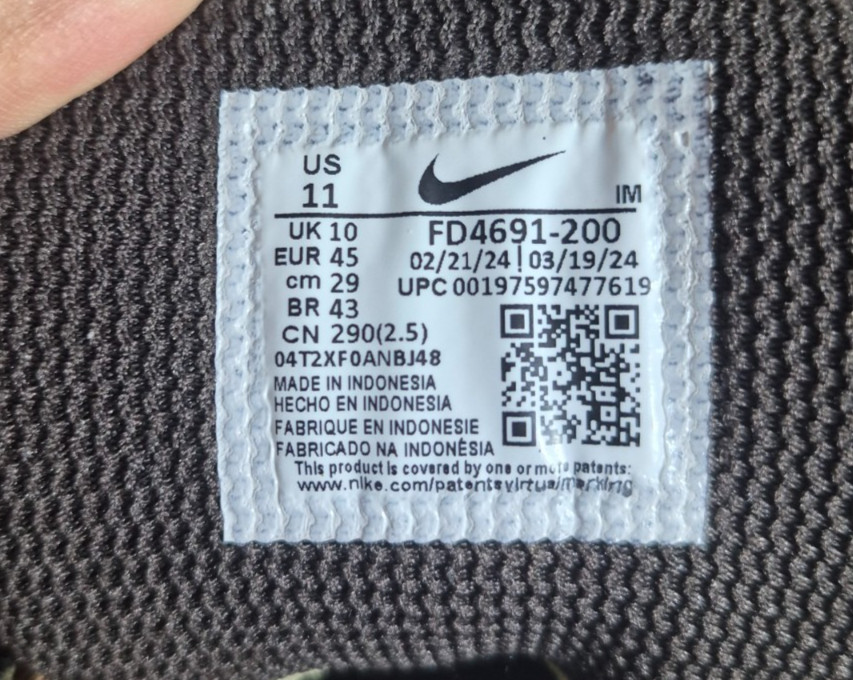 US
11
IM
UK 10
FD4691-200
EUR 45
02/21/24 | 03/19/24
cm 29
UPC 00197597477619
BR 43
CN 290(2.5)
04T2XF0ANBJ48
MADE IN INDONESIA
HECHO EN INDONESIA
FABRIQUE EN INDONESIE
FABRICADO NA INDONÉSIA
This product is covered by one or more patents:
www.nike.com/patentsvirtualmarking